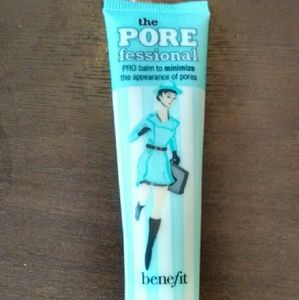 the
PORE
fessional
PRO balm to minimize
the appearance of pores
benefit